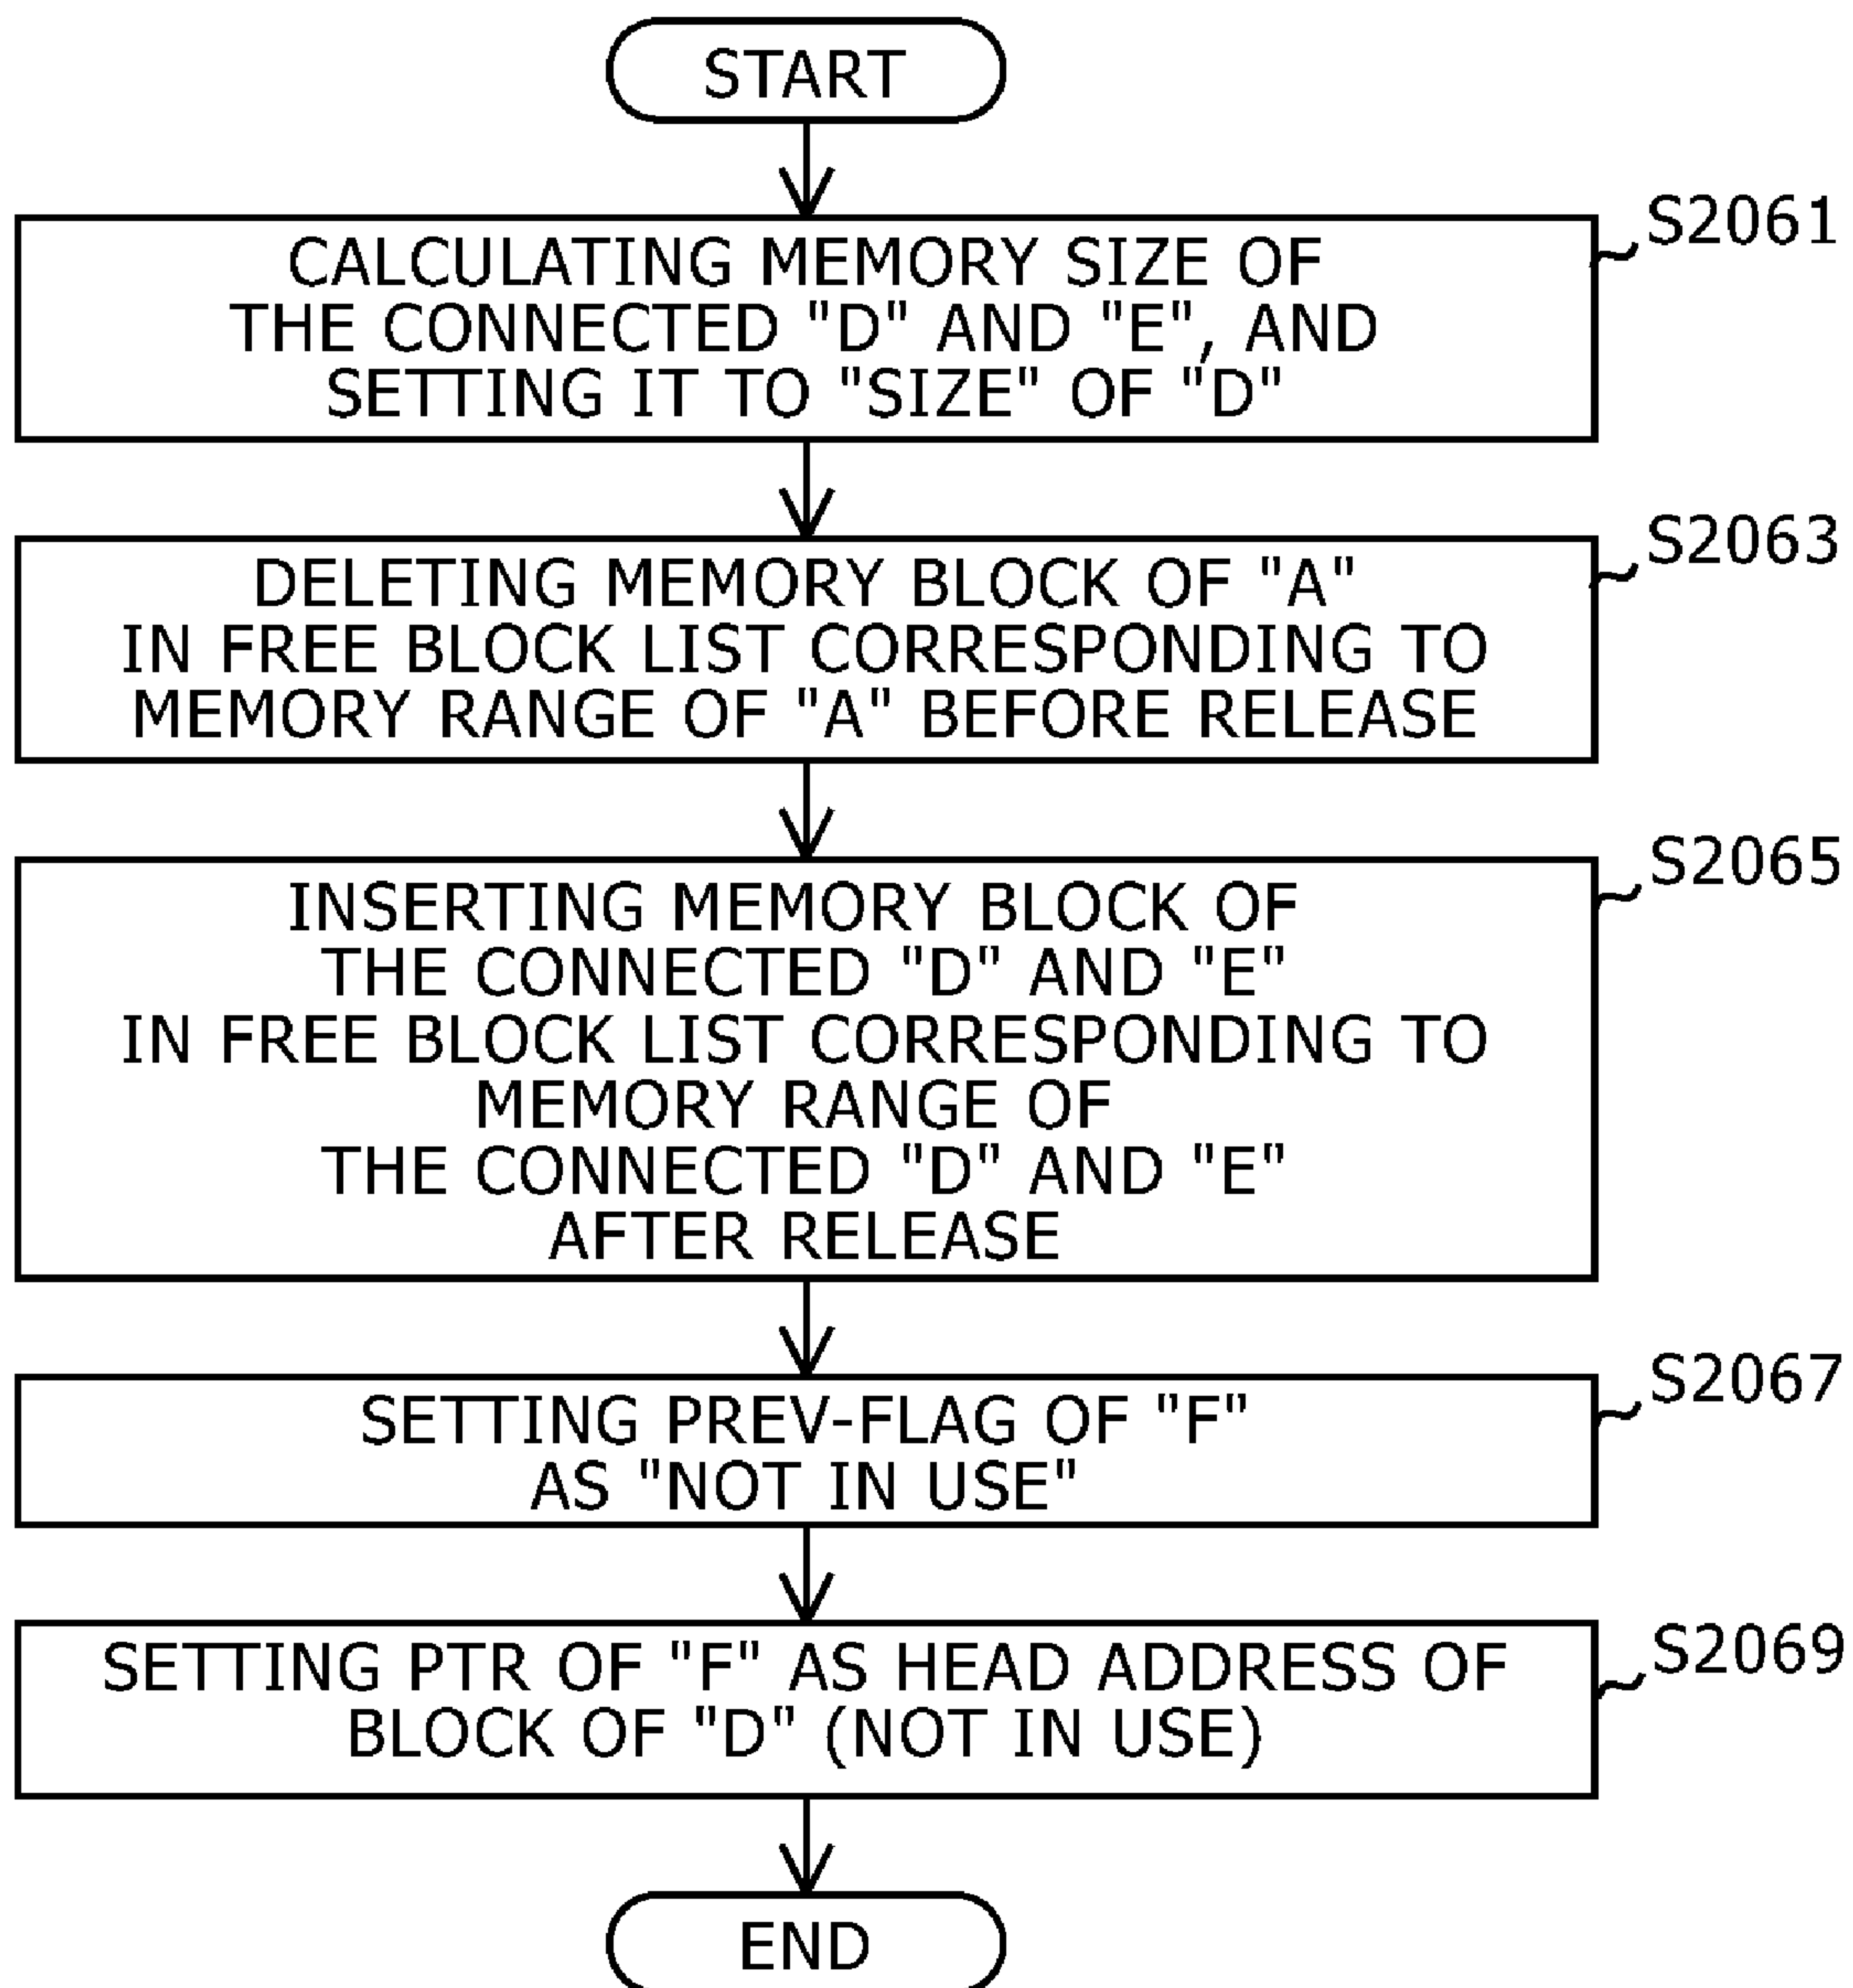 START
S2061
CALCULATING MEMORY SIZE OF
THE CONNECTED "D" AND "E", AND
SETTING IT TO "SIZE" OF "D"
S2063
DELETING MEMORY BLOCK OF "A"
IN FREE BLOCK LIST CORRESPONDING TO
MEMORY RANGE OF "A" BEFORE RELEASE
S2065
INSERTING MEMORY BLOCK OF
THE CONNECTED "D" AND "E"
IN FREE BLOCK LIST CORRESPONDING TO
MEMORY RANGE OF
THE CONNECTED "D" AND "E"
AFTER RELEASE
S2067
SETTING PREV-FLAG OF "F"
AS "NOT IN USE"
S2069
SETTING PTR OF "F" AS HEAD ADDRESS OF
BLOCK OF "D" (NOT IN USE)
END